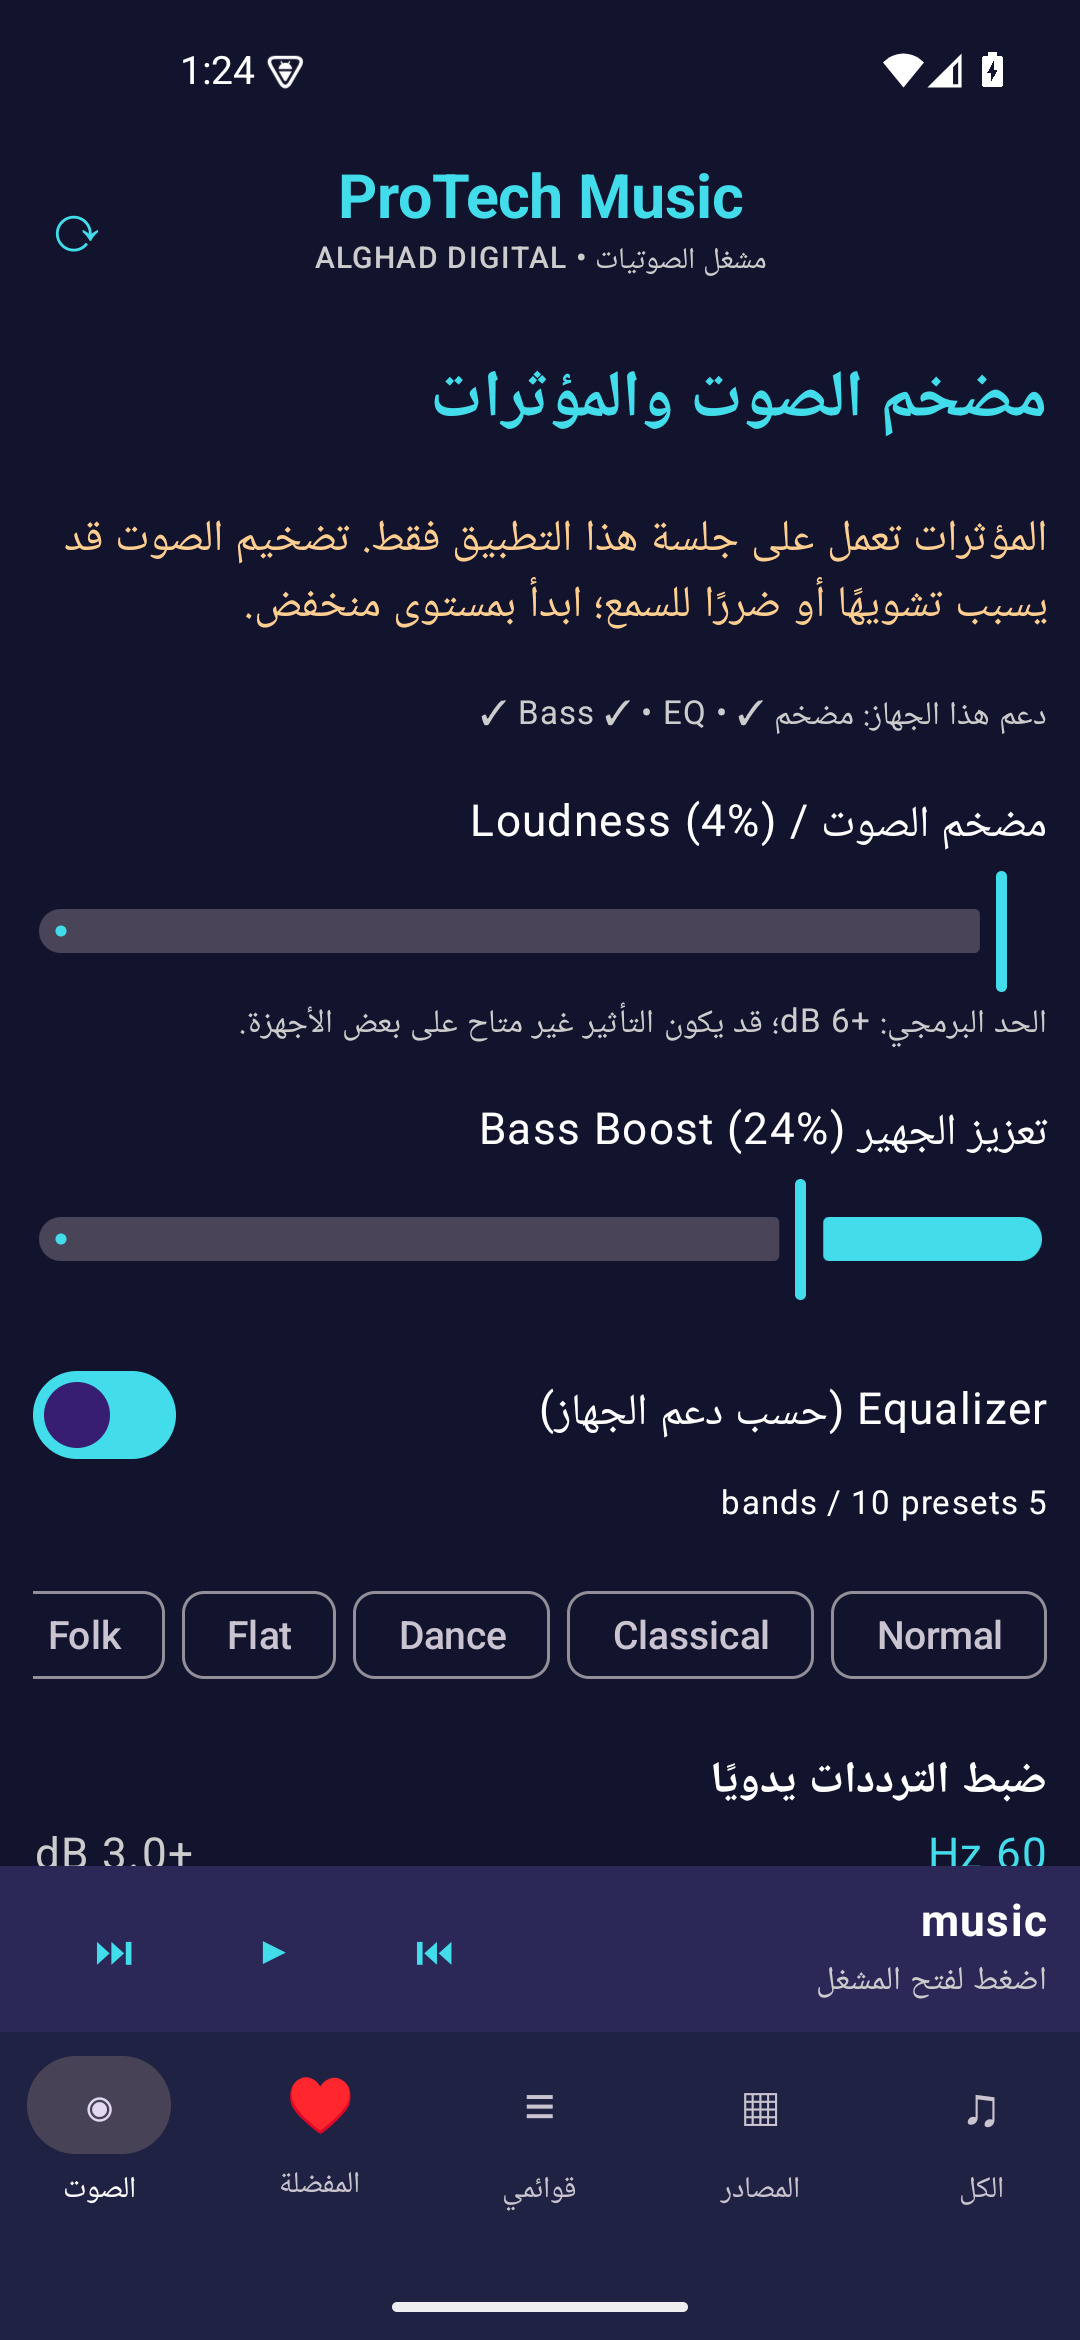 1:24
ProTech Music
ALGHAD DIGITAL • مشغل الصوتيات
مضخم الصوت والمؤثرات
المؤثرات تعمل على جلسة هذا التطبيق فقط. تضخيم الصوت قد
يسبب تشويهًا أو ضررًا للسمع؛ ابدأ بمستوى منخفض.
دعم هذا الجهاز: مضخم ✓ • EQ ✓ • Bass ✓
مضخم الصوت / Loudness (4%)
الحد البرمجي: +6 dB؛ قد يكون التأثير غير متاح على بعض الأجهزة.
تعزيز الجهير Bass Boost (24%)
Equalizer (حسب دعم الجهاز)
5 bands / 10 presets
Normal
Classical
Dance
Flat
Folk
ضبط الترددات يدويًا
60 Hz
+3.0 dB
music
اضغط لفتح المشغل
الكل
المصادر
قوائمي
المفضلة
الصوت